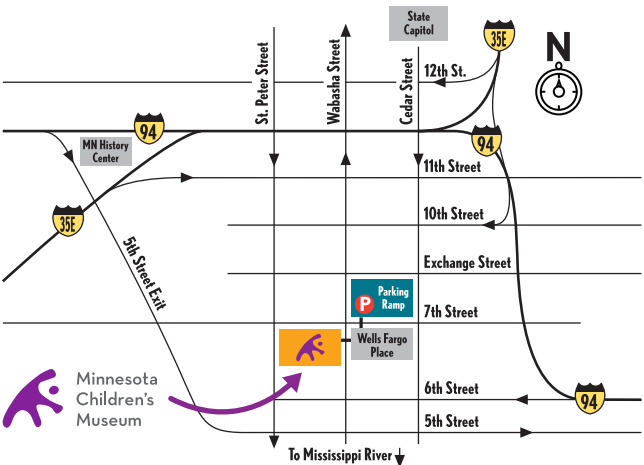 State
Capitol
35E
N
12th St.
St. Peter Street
Wabasha Street
Cedar Street
94
MN History
Center
94
11th Street
35E
10th Street
5th Street Exit
Exchange Street
P
Parking
Ramp
7th Street
Wells Fargo
Place
Minnesota
Children's
Museum
6th Street
94
5th Street
To Mississippi River